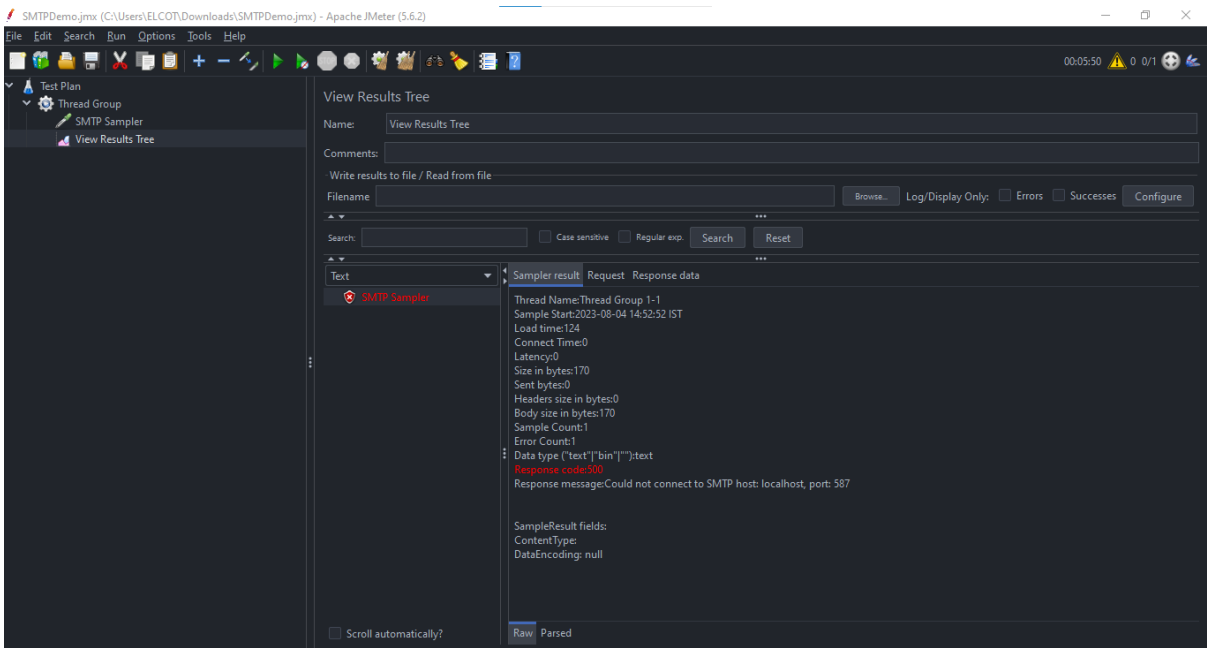 SMTPDemo.jmx (C:\Users\ELCOT\Downloads\SMTPDemo.jmx) - Apache JMeter (5.6.2)
File Edit Search Run Options Tools Help
00:05:50 0 0/1
Test Plan
Thread Group
SMTP Sampler
View Results Tree
View Results Tree
Name: View Results Tree
Comments:
Write results to file / Read from file
Filename Browse... Log/Display Only: Errors Successes Configure
Search: Case sensitive Regular exp. Search Reset
Text
SMTP Sampler
Scroll automatically?
Sampler result Request Response data
Thread Name:Thread Group 1-1
Sample Start:2023-08-04 14:52:52 IST
Load time:124
Connect Time:0
Latency:0
Size in bytes:170
Sent bytes:0
Headers size in bytes:0
Body size in bytes:170
Sample Count:1
Error Count:1
Data type ("text"|"bin"|""):text
Response code:500
Response message:Could not connect to SMTP host: localhost, port: 587
SampleResult fields:
ContentType:
DataEncoding: null
Raw Parsed